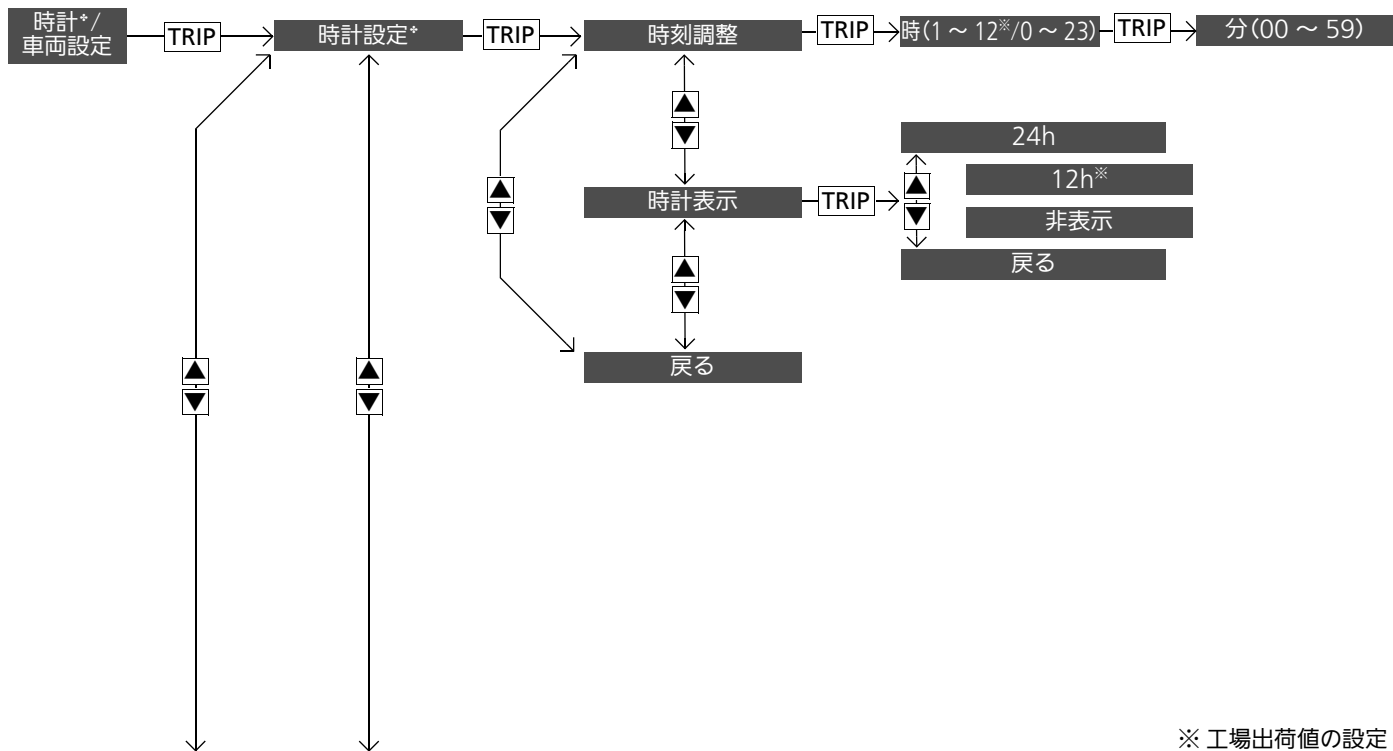 時計*/
車両設定
TRIP
時計設定*
TRIP
時刻調整
TRIP
時(1 ～ 12※/0 ～ 23)
TRIP
分(00 ～ 59)
▲
▼
24h
12h※
非表示
戻る
▲
▼
時計表示
TRIP
▲
▼
▲
▼
戻る
▲
▼
▲
▼
※ 工場出荷値の設定